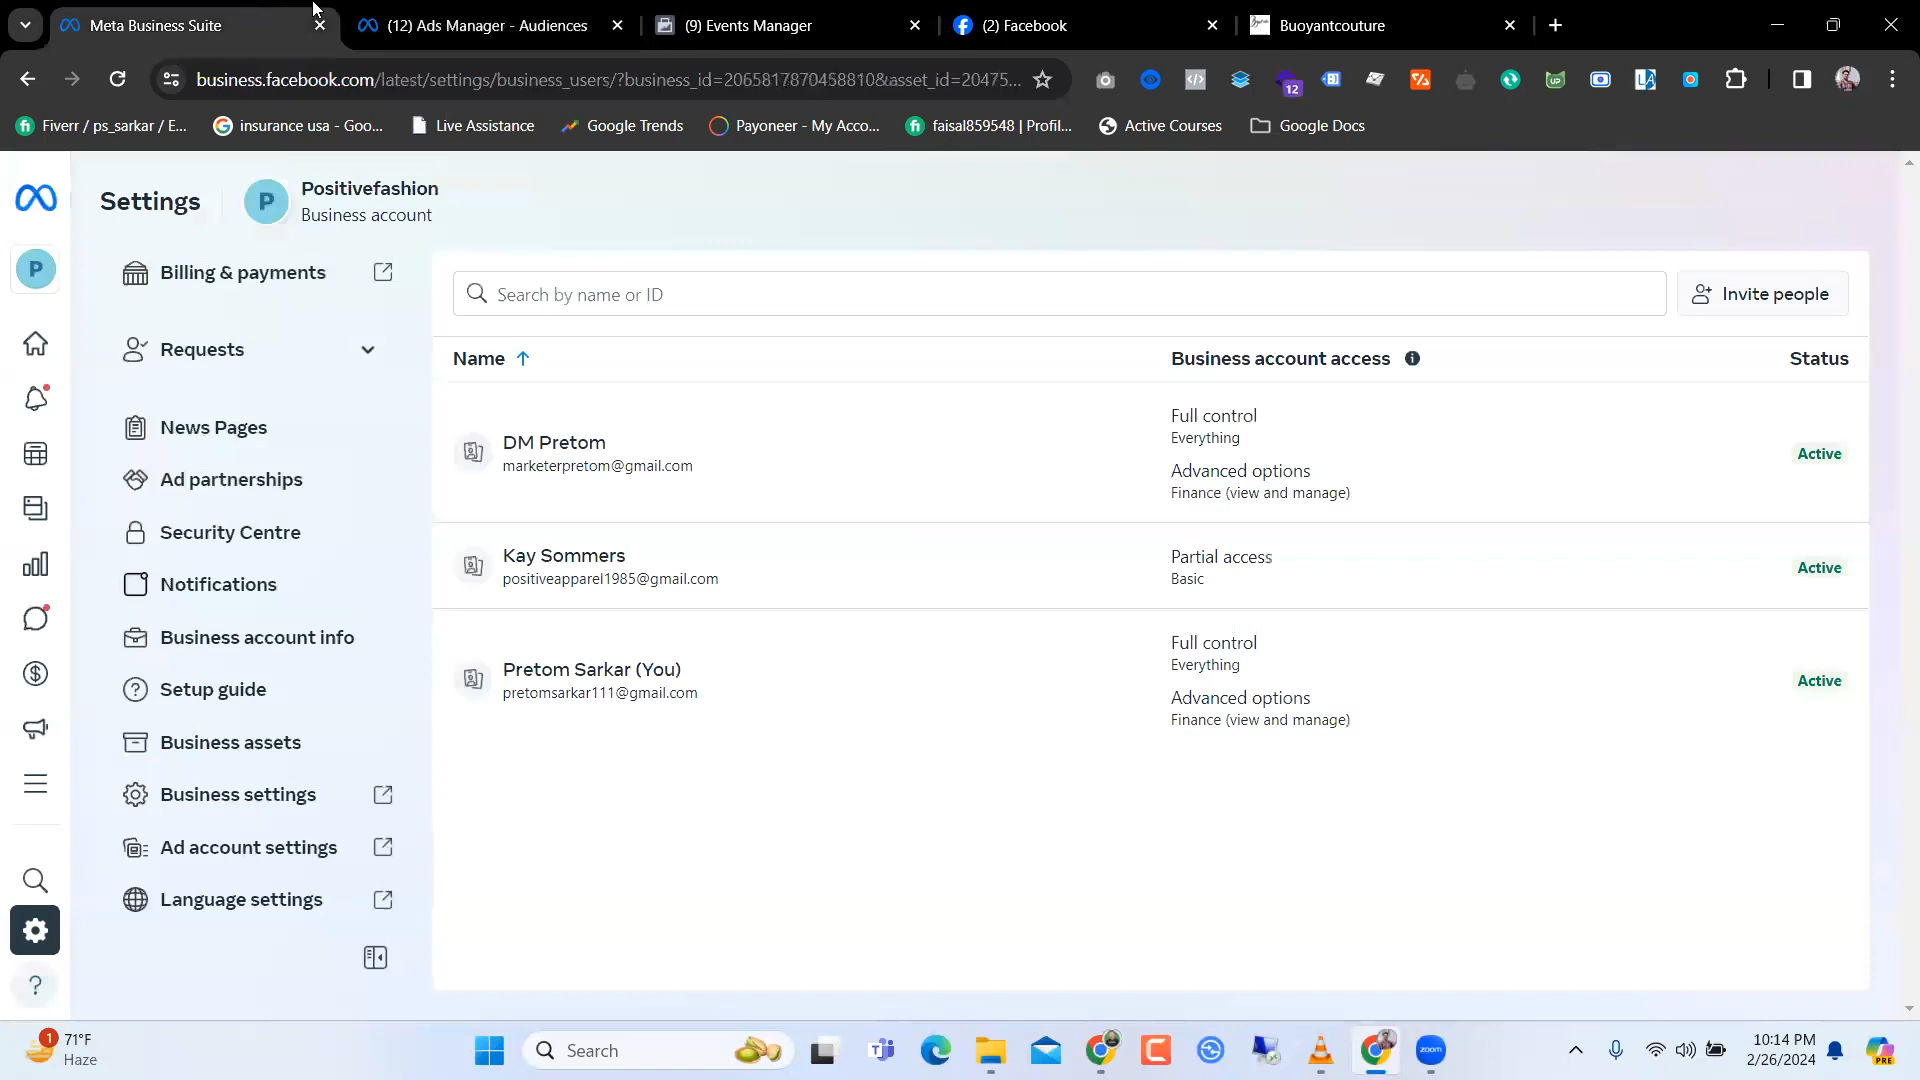 Meta Business Suite
(12) Ads Manager - Audiences
(9) Events Manager
(2) Facebook
Buoyantcouture
business.facebook.com/latest/settings/business_users/?business_id=2065817870458810&asset_id=20475...
12
Fiverr / ps_sarkar / E...
insurance usa - Goo...
Live Assistance
Google Trends
Payoneer - My Acco...
faisal859548 | Profil...
Active Courses
Google Docs
Settings
P
Positivefashion
Business account
P
Billing & payments
Requests
News Pages
Ad partnerships
Security Centre
Notifications
Business account info
Setup guide
Business assets
Business settings
Ad account settings
Language settings
Search by name or ID
Invite people
Name
Business account access
Status
DM Pretom
marketerpretom@gmail.com
Full control
Everything
Advanced options
Finance (view and manage)
Active
Kay Sommers
positiveapparel1985@gmail.com
Partial access
Basic
Active
Pretom Sarkar (You)
pretomsarkar111@gmail.com
Full control
Everything
Advanced options
Finance (view and manage)
Active
1
71°F
Haze
Search
zoom
10:14 PM
2/26/2024
PRE